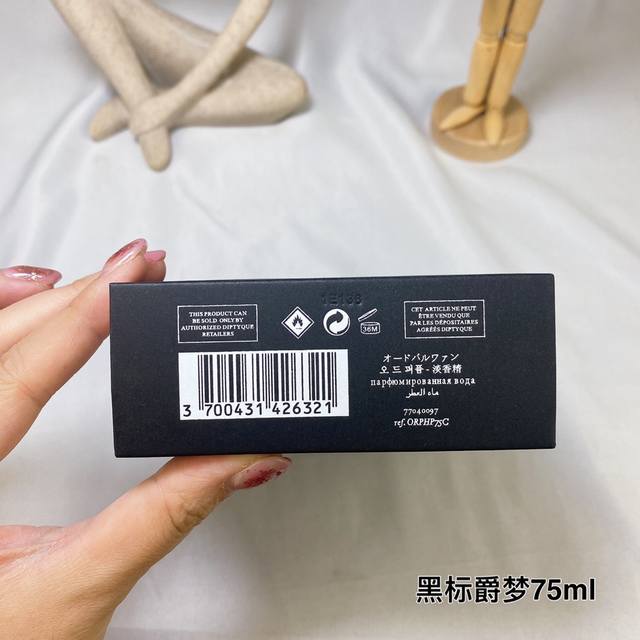 1E188
THIS PRODUCT CAN
BE SOLD ONLY BY
AUTHORIZED DIPTYQUE
RETAILERS
36M
CET ARTICLE NE PEUT
ÊTRE VENDU QUE
PAR LES DÉPOSITAIRES
AGRÉÉS DIPTYQUE
オードパルファン
오 드 퍼퓸 - 淡香精
парфюмированная вода
ماء العطر
77040097
ref. ORPHP75C
3 700431 426321
黑标爵梦75ml